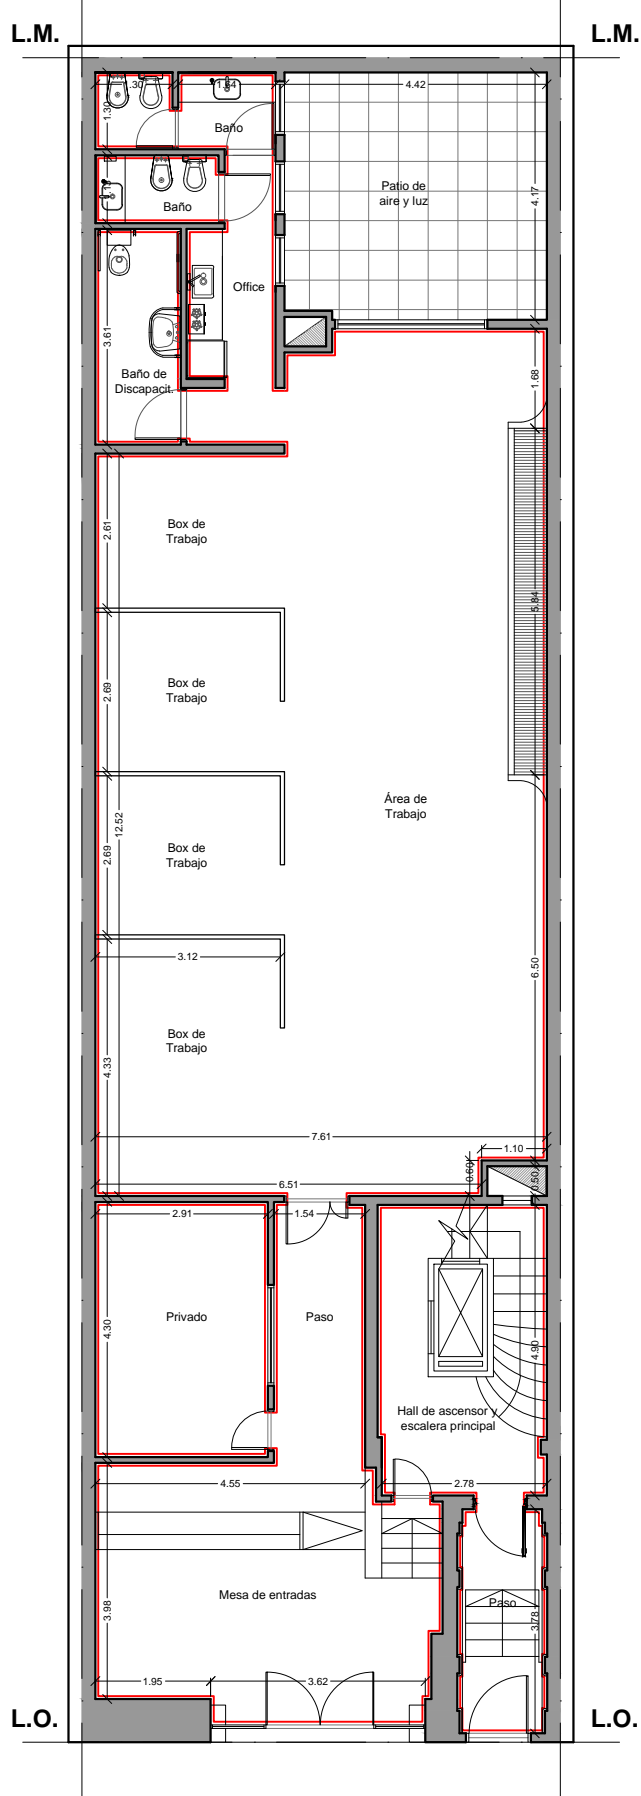 L.M.
L.M.
1.30
1.64
4.42
1.30
Baño
Patio de
aire y luz
4.17
Baño
Office
3.61
Baño de
Discapacit.
1.68
Box de
Trabajo
2.61
5.84
Box de
Trabajo
2.69
Área de
Trabajo
12.52
Box de
Trabajo
2.69
3.12
6.50
Box de
Trabajo
4.33
7.61
1.10
0.60
0.50
6.51
2.91
1.54
Privado
Paso
4.30
4.90
Hall de ascensor y
escalera principal
4.55
2.78
Mesa de entradas
Paso
3.98
3.78
1.95
3.62
L.O.
L.O.